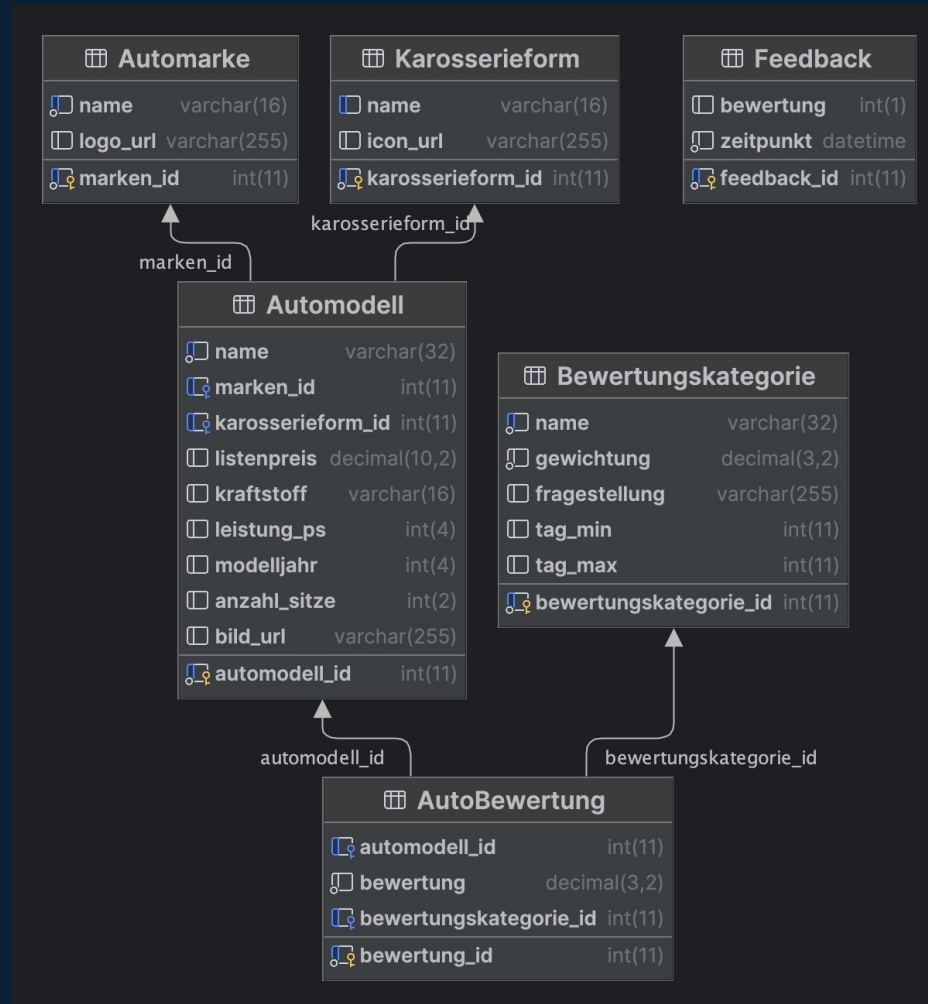 Automarke
name varchar(16)
logo_url varchar(255)
marken_id int(11)
Karosserieform
name varchar(16)
icon_url varchar(255)
karosserieform_id int(11)
Feedback
bewertung int(1)
zeitpunkt datetime
feedback_id int(11)
marken_id
karosserieform_id
Automodell
name varchar(32)
marken_id int(11)
karosserieform_id int(11)
listenpreis decimal(10,2)
kraftstoff varchar(16)
leistung_ps int(4)
modelljahr int(4)
anzahl_sitze int(2)
bild_url varchar(255)
automodell_id int(11)
Bewertungskategorie
name varchar(32)
gewichtung decimal(3,2)
fragestellung varchar(255)
tag_min int(11)
tag_max int(11)
bewertungskategorie_id int(11)
automodell_id
bewertungskategorie_id
AutoBewertung
automodell_id int(11)
bewertung decimal(3,2)
bewertungskategorie_id int(11)
bewertung_id int(11)